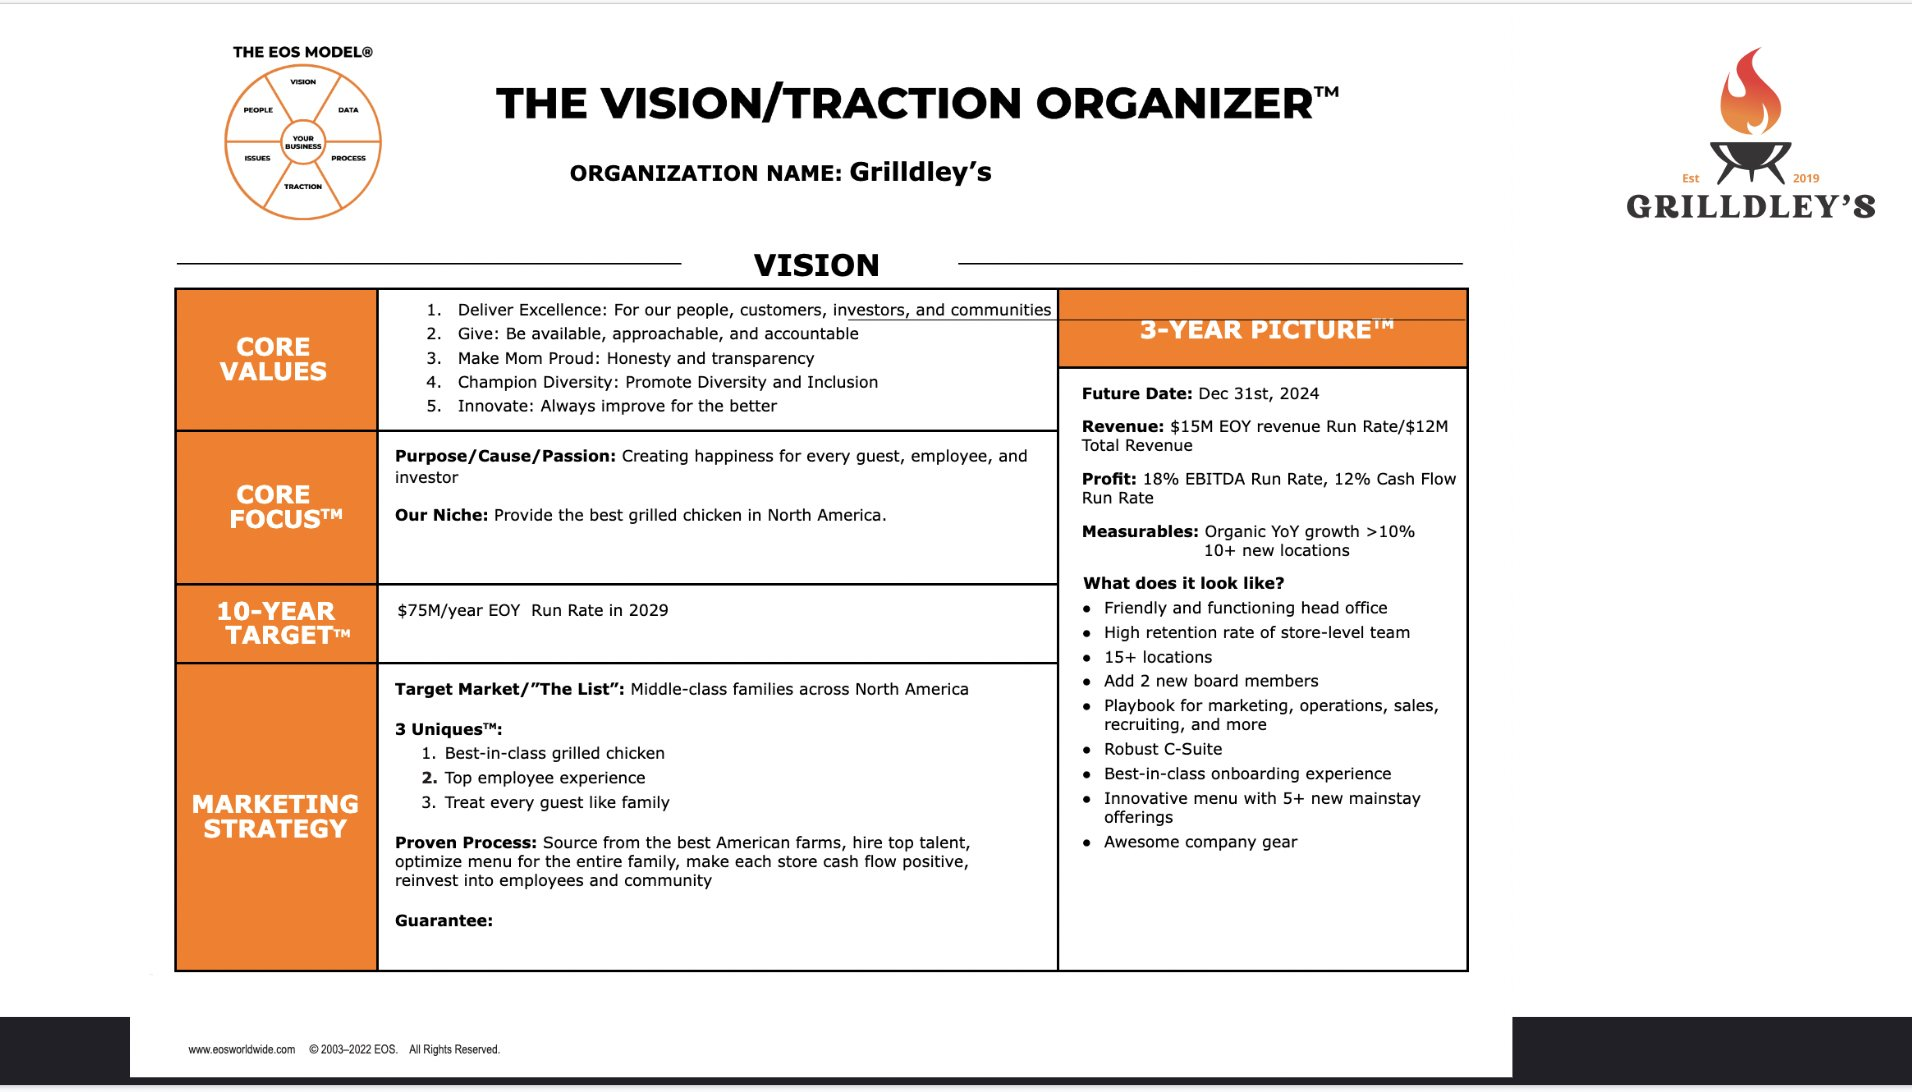 THE EOS MODEL®
VISION
PEOPLE
DATA
YOUR
BUSINESS
ISSUES
PROCESS
TRACTION
THE VISION/TRACTION ORGANIZER™
ORGANIZATION NAME: Grilldley’s
Est
2019
GRILLDLEY’S
VISION
CORE
VALUES
1. Deliver Excellence: For our people, customers, investors, and communities
2. Give: Be available, approachable, and accountable
3. Make Mom Proud: Honesty and transparency
4. Champion Diversity: Promote Diversity and Inclusion
5. Innovate: Always improve for the better
CORE
FOCUS™
Purpose/Cause/Passion: Creating happiness for every guest, employee, and
investor
Our Niche: Provide the best grilled chicken in North America.
10-YEAR
TARGET™
$75M/year EOY Run Rate in 2029
MARKETING
STRATEGY
Target Market/”The List”: Middle-class families across North America
3 Uniques™:
1. Best-in-class grilled chicken
2. Top employee experience
3. Treat every guest like family
Proven Process: Source from the best American farms, hire top talent,
optimize menu for the entire family, make each store cash flow positive,
reinvest into employees and community
Guarantee:
3-YEAR PICTURE™
Future Date: Dec 31st, 2024
Revenue: $15M EOY revenue Run Rate/$12M
Total Revenue
Profit: 18% EBITDA Run Rate, 12% Cash Flow
Run Rate
Measurables: Organic YoY growth >10%
10+ new locations
What does it look like?
● Friendly and functioning head office
● High retention rate of store-level team
● 15+ locations
● Add 2 new board members
● Playbook for marketing, operations, sales,
recruiting, and more
● Robust C-Suite
● Best-in-class onboarding experience
● Innovative menu with 5+ new mainstay
offerings
● Awesome company gear
www.eosworldwide.com © 2003–2022 EOS. All Rights Reserved.